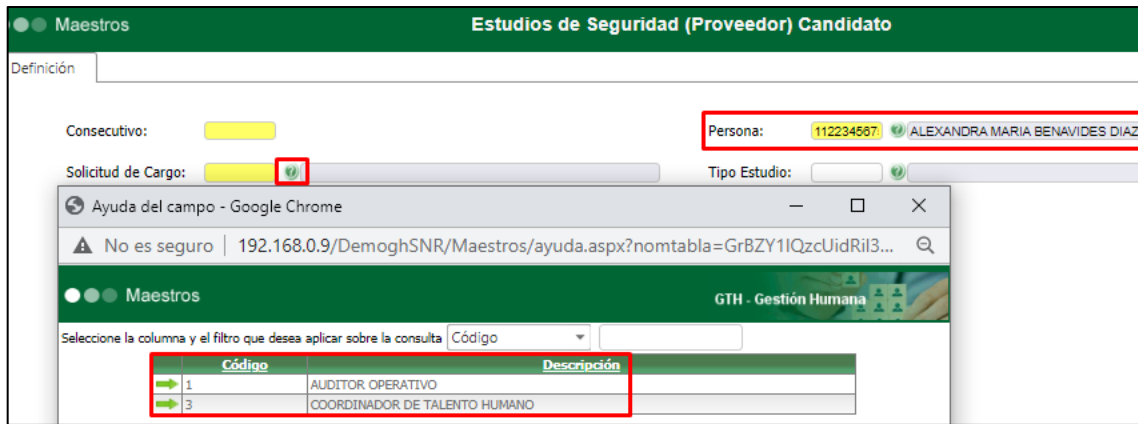 Maestros
Estudios de Seguridad (Proveedor) Candidato
Definición
Consecutivo:
Persona: 112234567 ALEXANDRA MARIA BENAVIDES DIAZ
Solicitud de Cargo:
Tipo Estudio:
Ayuda del campo - Google Chrome
No es seguro | 192.168.0.9/DemoghSNR/Maestros/ayuda.aspx?nomtabla=GrBZY1IQzcUidRiI3...
Maestros
GTH - Gestión Humana
Seleccione la columna y el filtro que desea aplicar sobre la consulta Código
Código Descripción
1 AUDITOR OPERATIVO
3 COORDINADOR DE TALENTO HUMANO